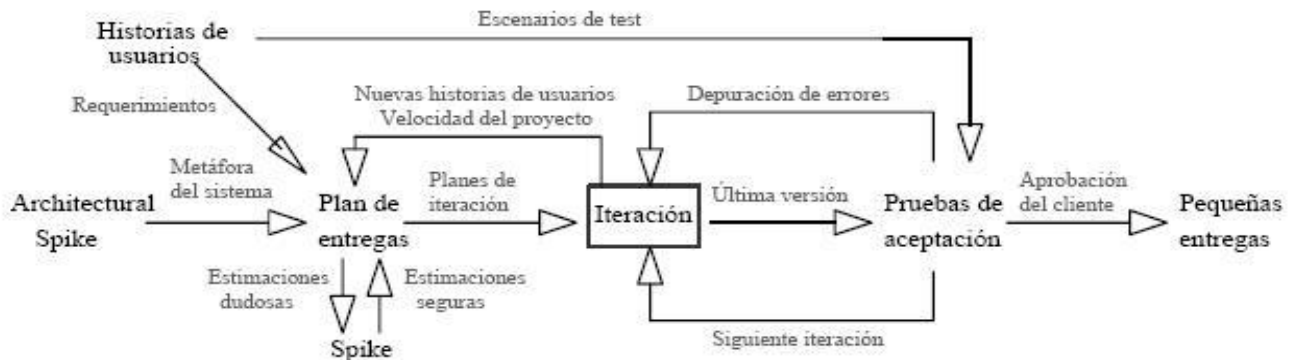 Escenarios de test
Historias de
usuarios
Requerimientos
Nuevas historias de usuarios
Velocidad del proyecto
Depuración de errores
Metáfora
del sistema
Architectural
Spike
Plan de
entregas
Planes de
iteración
Iteración
Última versión
Pruebas de
aceptación
Aprobación
del cliente
Pequeñas
entregas
Estimaciones
dudosas
Estimaciones
seguras
Spike
Siguiente iteración